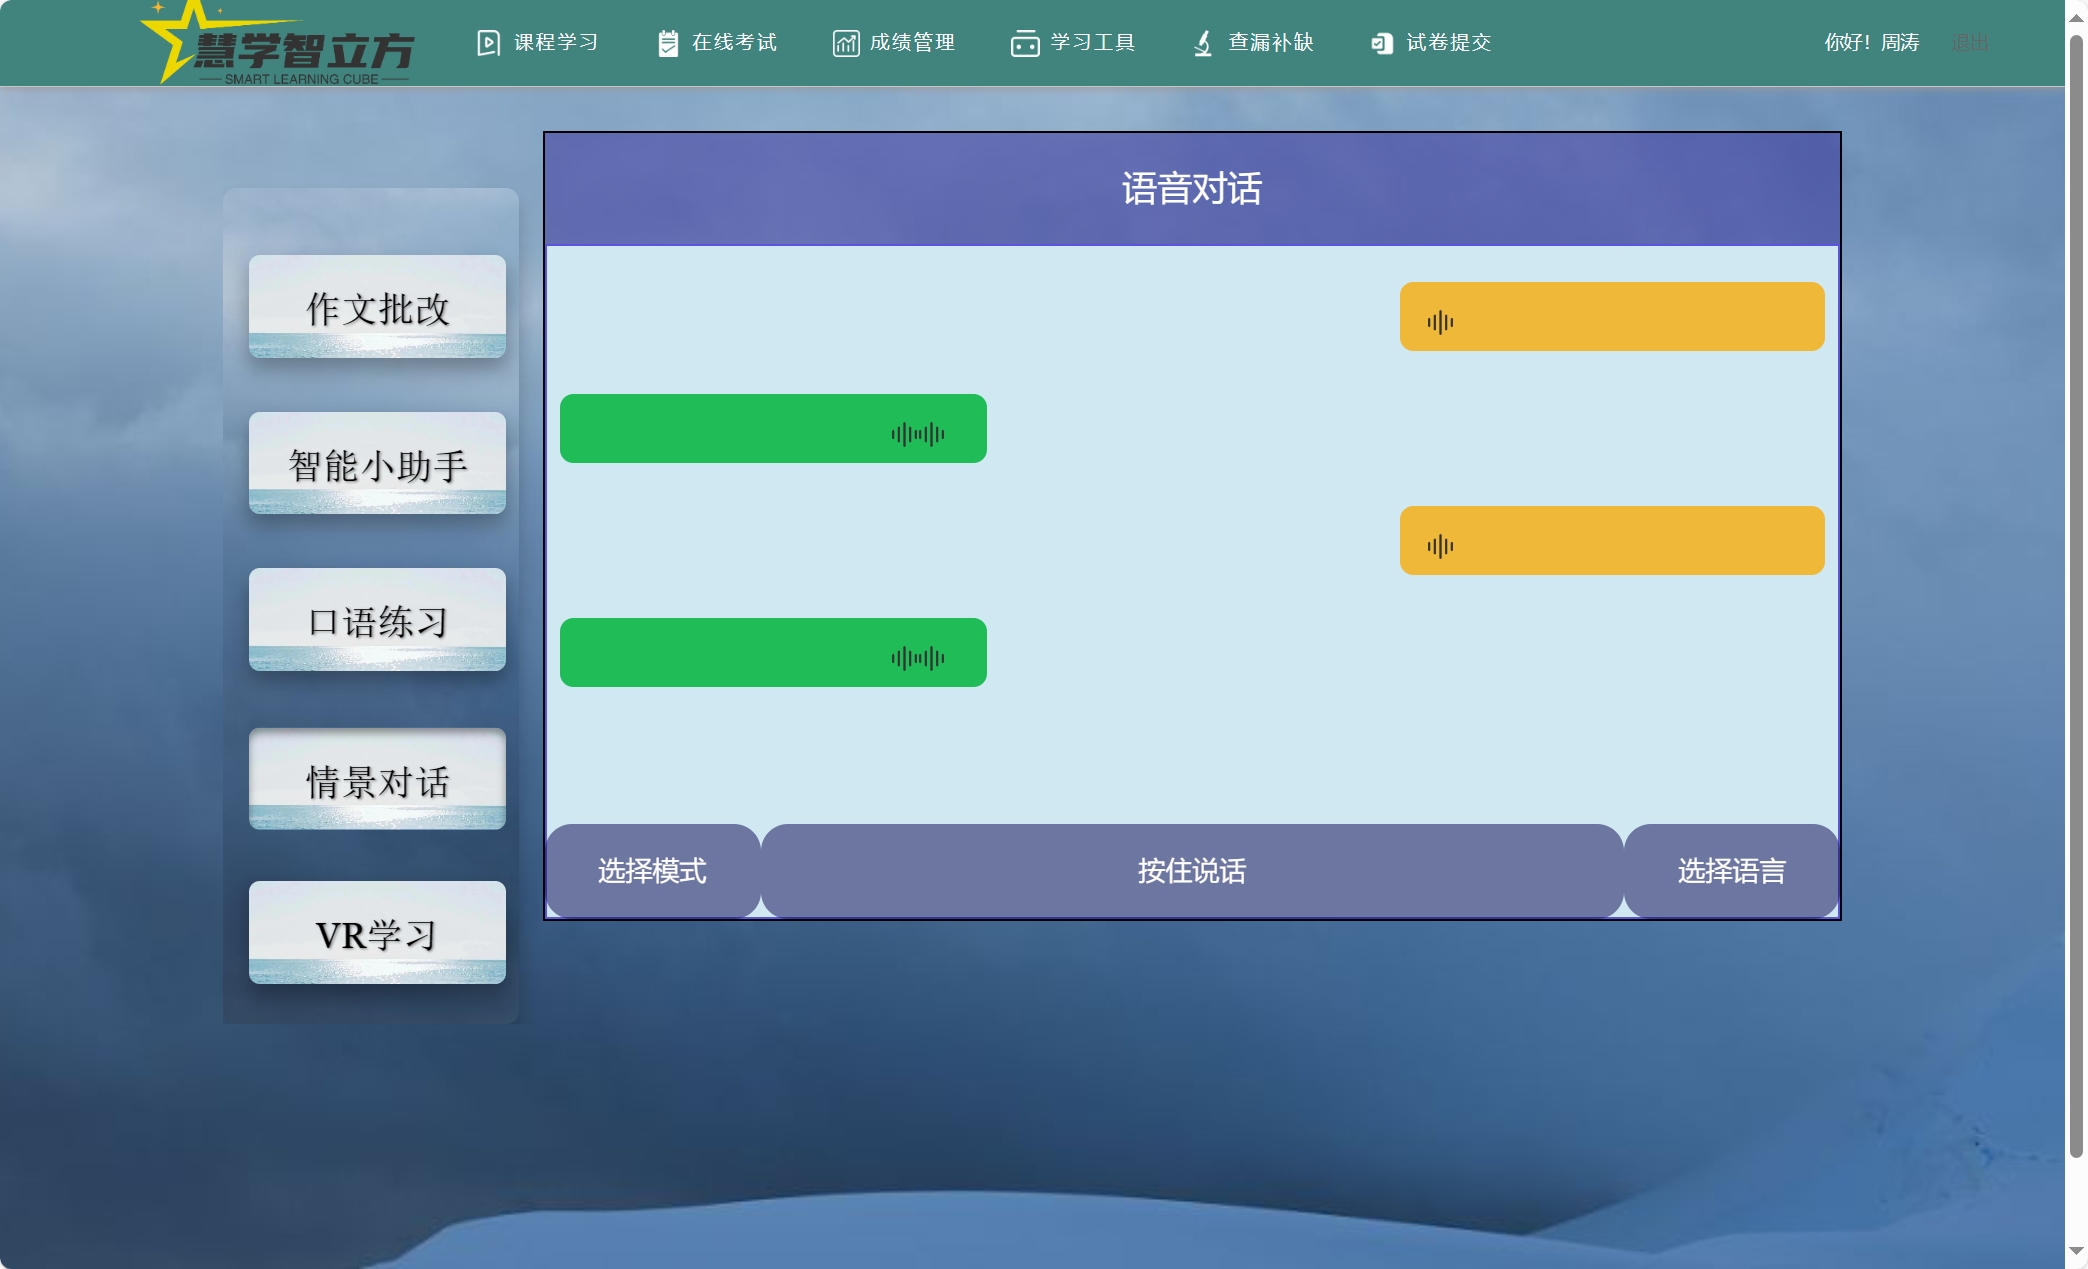 慧学智立方
SMART LEARNING CUBE
课程学习
在线考试
成绩管理
学习工具
查漏补缺
试卷提交
你好！周涛
退出
语音对话
作文批改
智能小助手
口语练习
情景对话
VR学习
选择模式
按住说话
选择语言